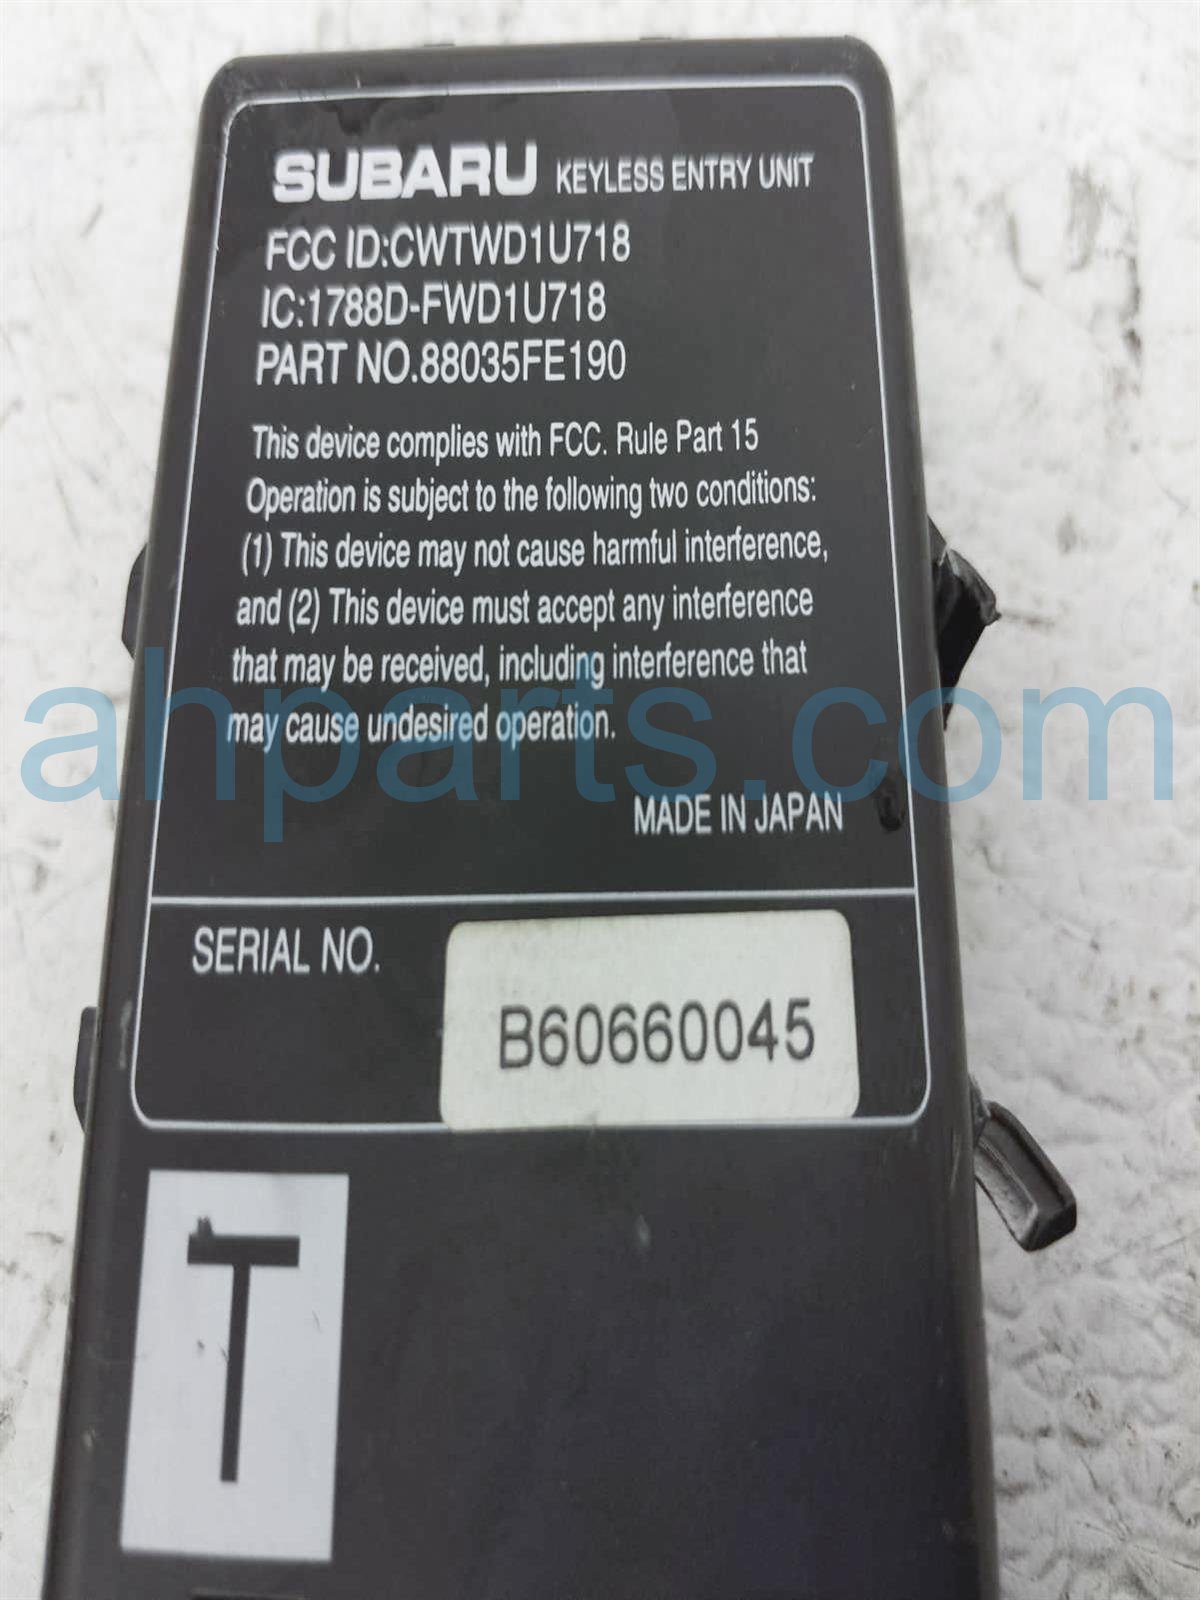 SUBARU KEYLESS ENTRY UNIT
FCC ID:CWTWD1U718
IC:1788D-FWD1U718
PART NO.88035FE190
This device complies with FCC. Rule Part 15
Operation is subject to the following two conditions:
(1) This device may not cause harmful interference,
and (2) This device must accept any interference
that may be received, including interference that
may cause undesired operation.
ahparts.com
MADE IN JAPAN
SERIAL NO.
B60660045
T